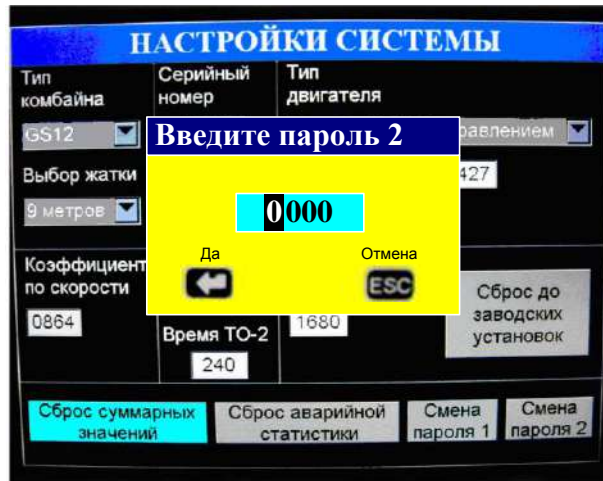 НАСТРОЙКИ СИСТЕМЫ
Тип
комбайна
Серийный
номер
Тип
двигателя
GS12
Введите пароль 2
Выбор жатки
427
9 метров
0000
Да
Отмена
ESC
Коэффициент
по скорости
0864
Время ТО-2
240
1680
Сброс до
заводских
установок
Сброс суммарных
значений
Сброс аварийной
статистики
Смена
пароля 1
Смена
пароля 2